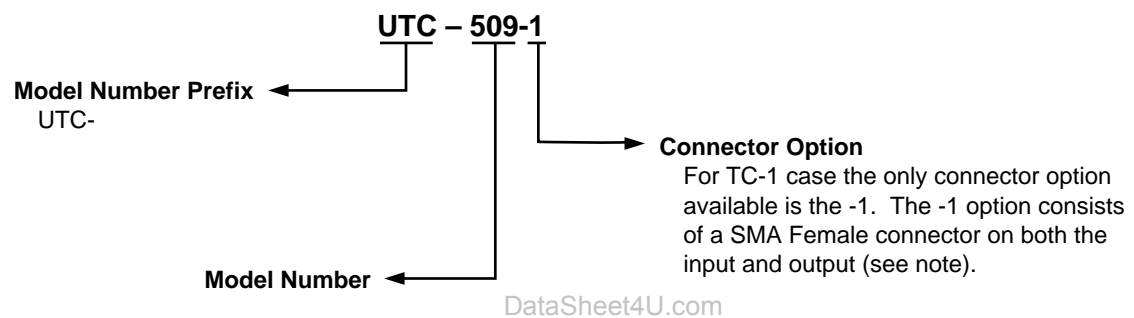 UTC – 509-1
Model Number Prefix
UTC-
Connector Option
For TC-1 case the only connector option
available is the -1. The -1 option consists
of a SMA Female connector on both the
input and output (see note).
Model Number
DataSheet4U.com